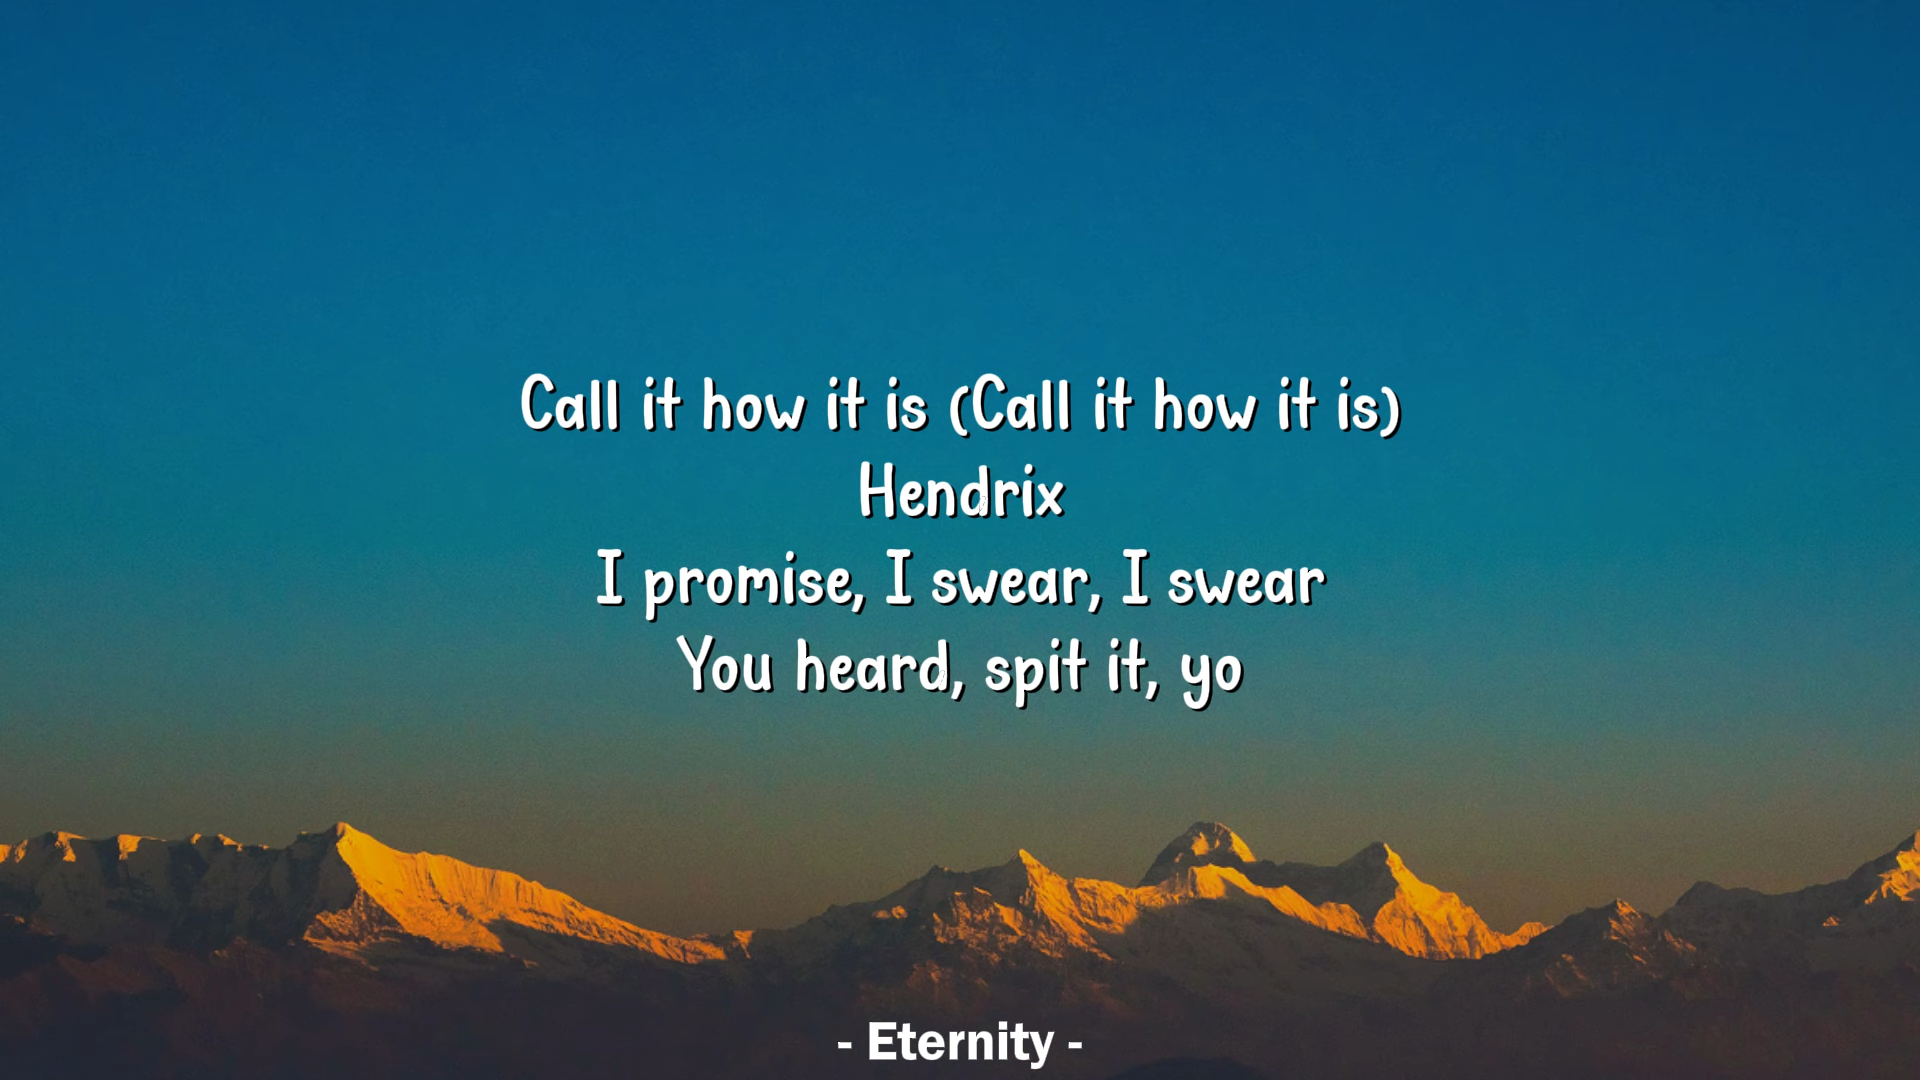 Call it how it is (Call it how it is)
Hendrix
I promise, I swear, I swear
You heard, spit it, yo
- Eternity -